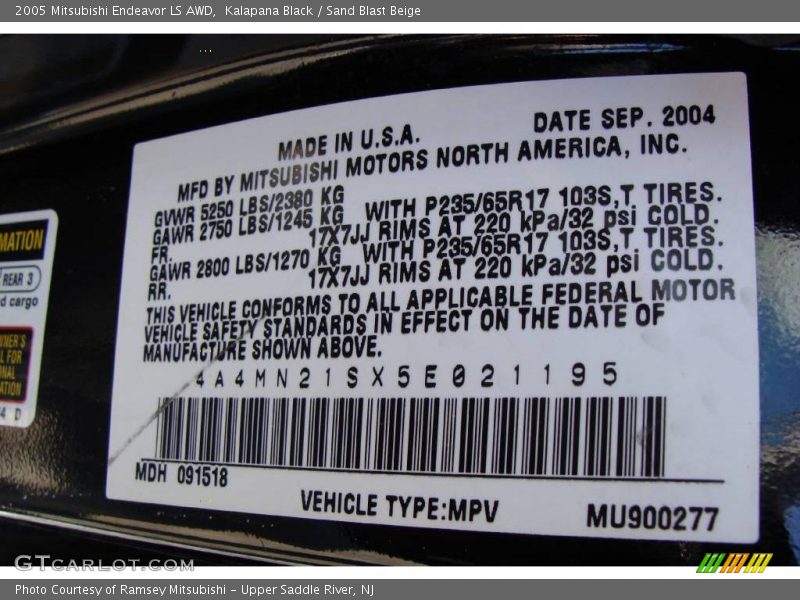 2005 Mitsubishi Endeavor LS AWD,  Kalapana Black / Sand Blast Beige
MADE IN U.S.A. DATE SEP. 2004
MFD BY MITSUBISHI MOTORS NORTH AMERICA, INC.
GVWR 5250 LBS/2380 KG
GAWR 2750 LBS/1245 KG WITH P235/65R17 103S,T TIRES.
FR. 17X7JJ RIMS AT 220 kPa/32 psi COLD.
GAWR 2800 LBS/1270 KG WITH P235/65R17 103S,T TIRES.
RR. 17X7JJ RIMS AT 220 kPa/32 psi COLD.
THIS VEHICLE CONFORMS TO ALL APPLICABLE FEDERAL MOTOR
VEHICLE SAFETY STANDARDS IN EFFECT ON THE DATE OF
MANUFACTURE SHOWN ABOVE.
4A4MN21SX5E021195
MDH 091518
VEHICLE TYPE:MPV MU900277
MATION
REAR 3
d cargo
WNER'S
L FOR
NAL
ATION
4 D
GTCARLOT.COM
Photo Courtesy of Ramsey Mitsubishi - Upper Saddle River, NJ